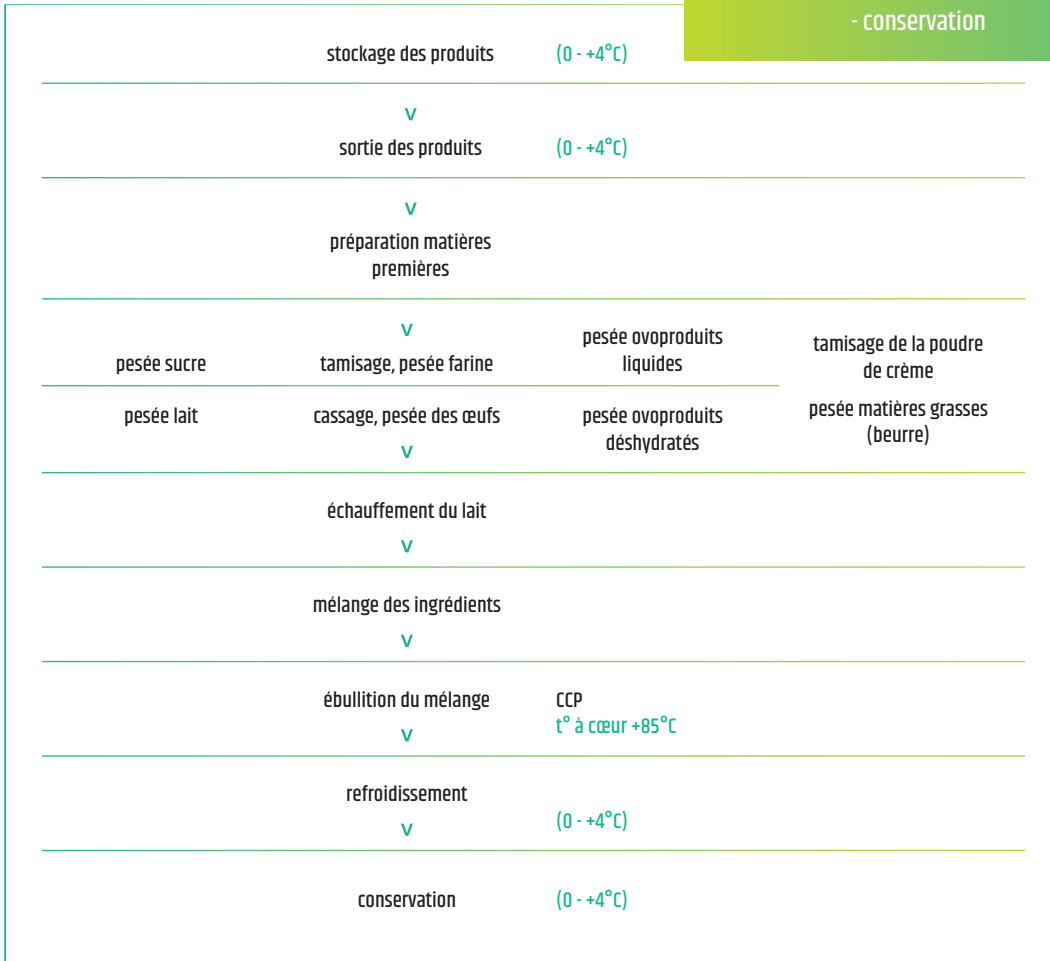 - conservation
stockage des produits (0 - +4°C)
v
sortie des produits (0 - +4°C)
v
préparation matières
premières
v
pesée sucre
tamisage, pesée farine
pesée ovoproduits
liquides
tamisage de la poudre
de crème
pesée lait
cassage, pesée des œufs
pesée ovoproduits
déshydratés
pesée matières grasses
(beurre)
v
échauffement du lait
v
mélange des ingrédients
v
ébullition du mélange CCP
t° à cœur +85°C
v
refroidissement
(0 - +4°C)
v
conservation (0 - +4°C)